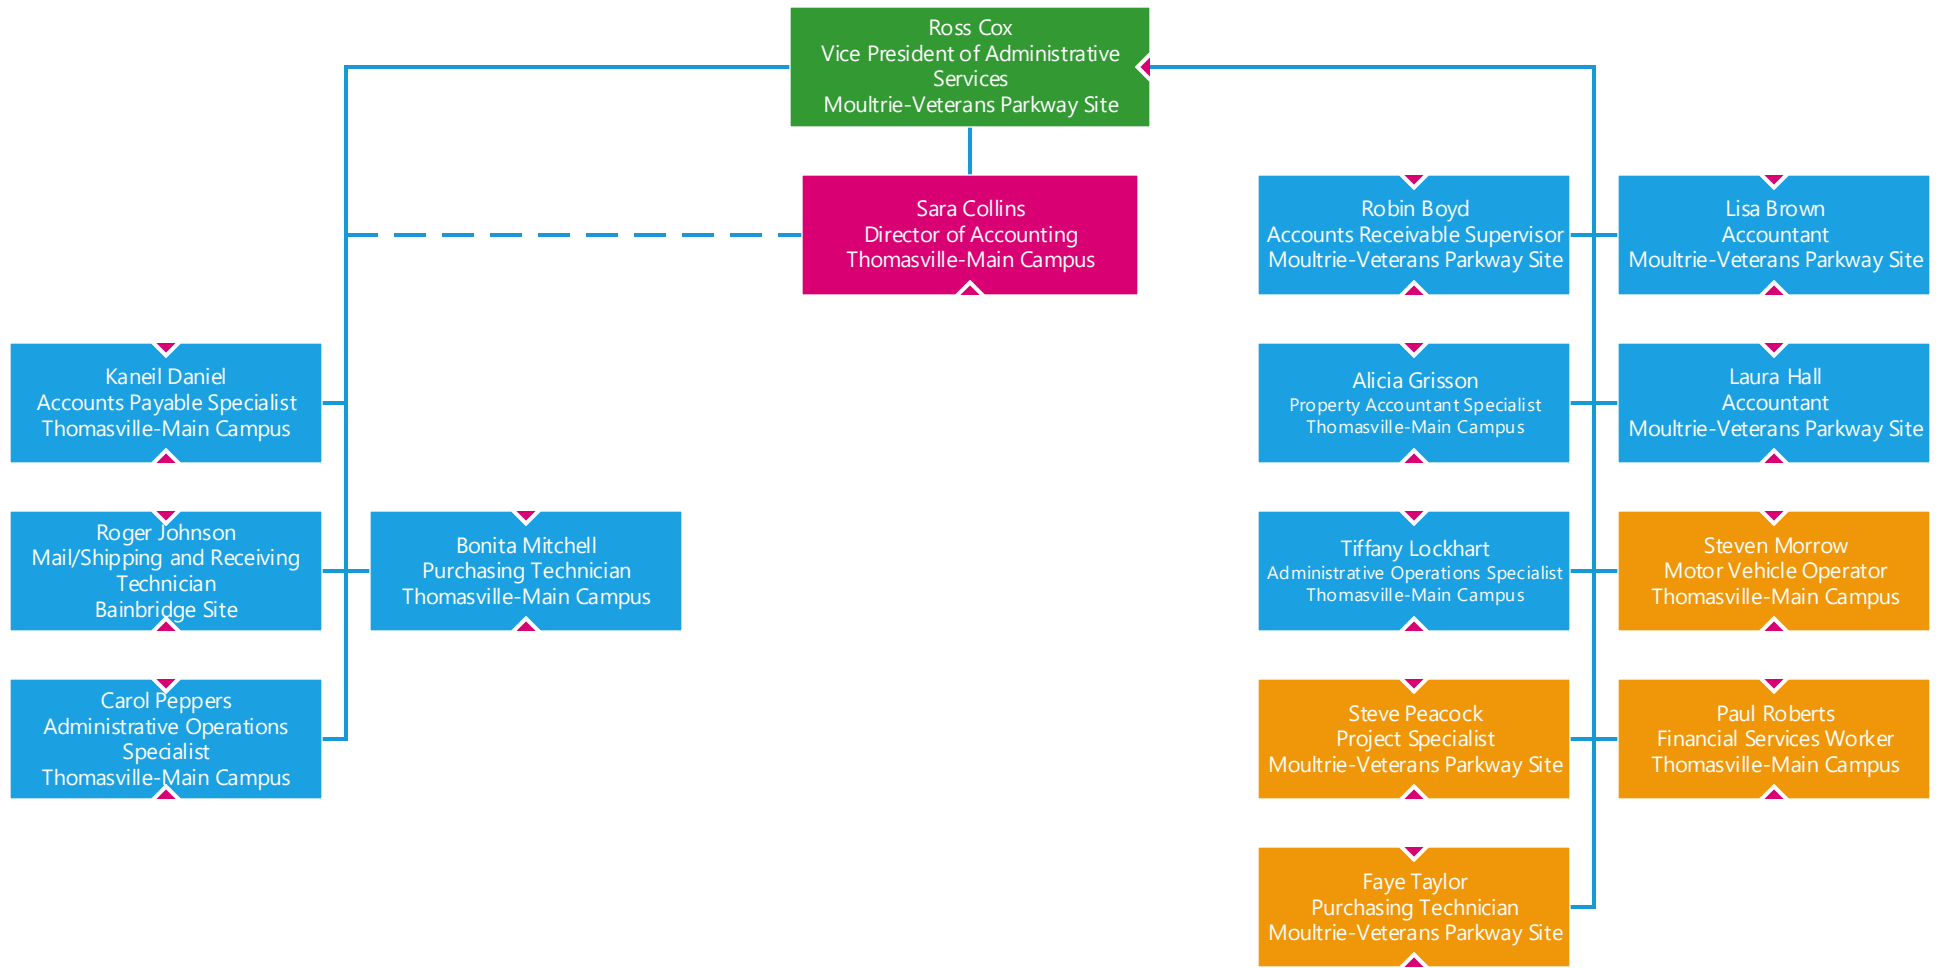 Ross Cox
Vice President of Administrative
Services
Moultrie-Veterans Parkway Site
Sara Collins
Director of Accounting
Thomasville-Main Campus
Robin Boyd
Accounts Receivable Supervisor
Moultrie-Veterans Parkway Site
Lisa Brown
Accountant
Moultrie-Veterans Parkway Site
Kaneil Daniel
Accounts Payable Specialist
Thomasville-Main Campus
Alicia Grisson
Property Accountant Specialist
Thomasville-Main Campus
Laura Hall
Accountant
Moultrie-Veterans Parkway Site
Roger Johnson
Mail/Shipping and Receiving
Technician
Bainbridge Site
Bonita Mitchell
Purchasing Technician
Thomasville-Main Campus
Tiffany Lockhart
Administrative Operations Specialist
Thomasville-Main Campus
Steven Morrow
Motor Vehicle Operator
Thomasville-Main Campus
Carol Peppers
Administrative Operations
Specialist
Thomasville-Main Campus
Steve Peacock
Project Specialist
Moultrie-Veterans Parkway Site
Paul Roberts
Financial Services Worker
Thomasville-Main Campus
Faye Taylor
Purchasing Technician
Moultrie-Veterans Parkway Site